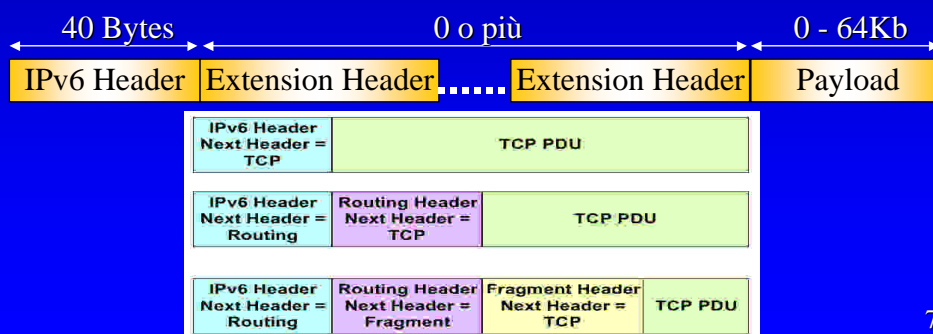 40 Bytes 0 o più 0 - 64Kb
IPv6 Header Extension Header Extension Header Payload
IPv6 Header
Next Header =
TCP
TCP PDU
IPv6 Header
Next Header =
Routing
Routing Header
Next Header =
TCP
TCP PDU
IPv6 Header
Next Header =
Routing
Routing Header
Next Header =
Fragment
Fragment Header
Next Header =
TCP
TCP PDU
7